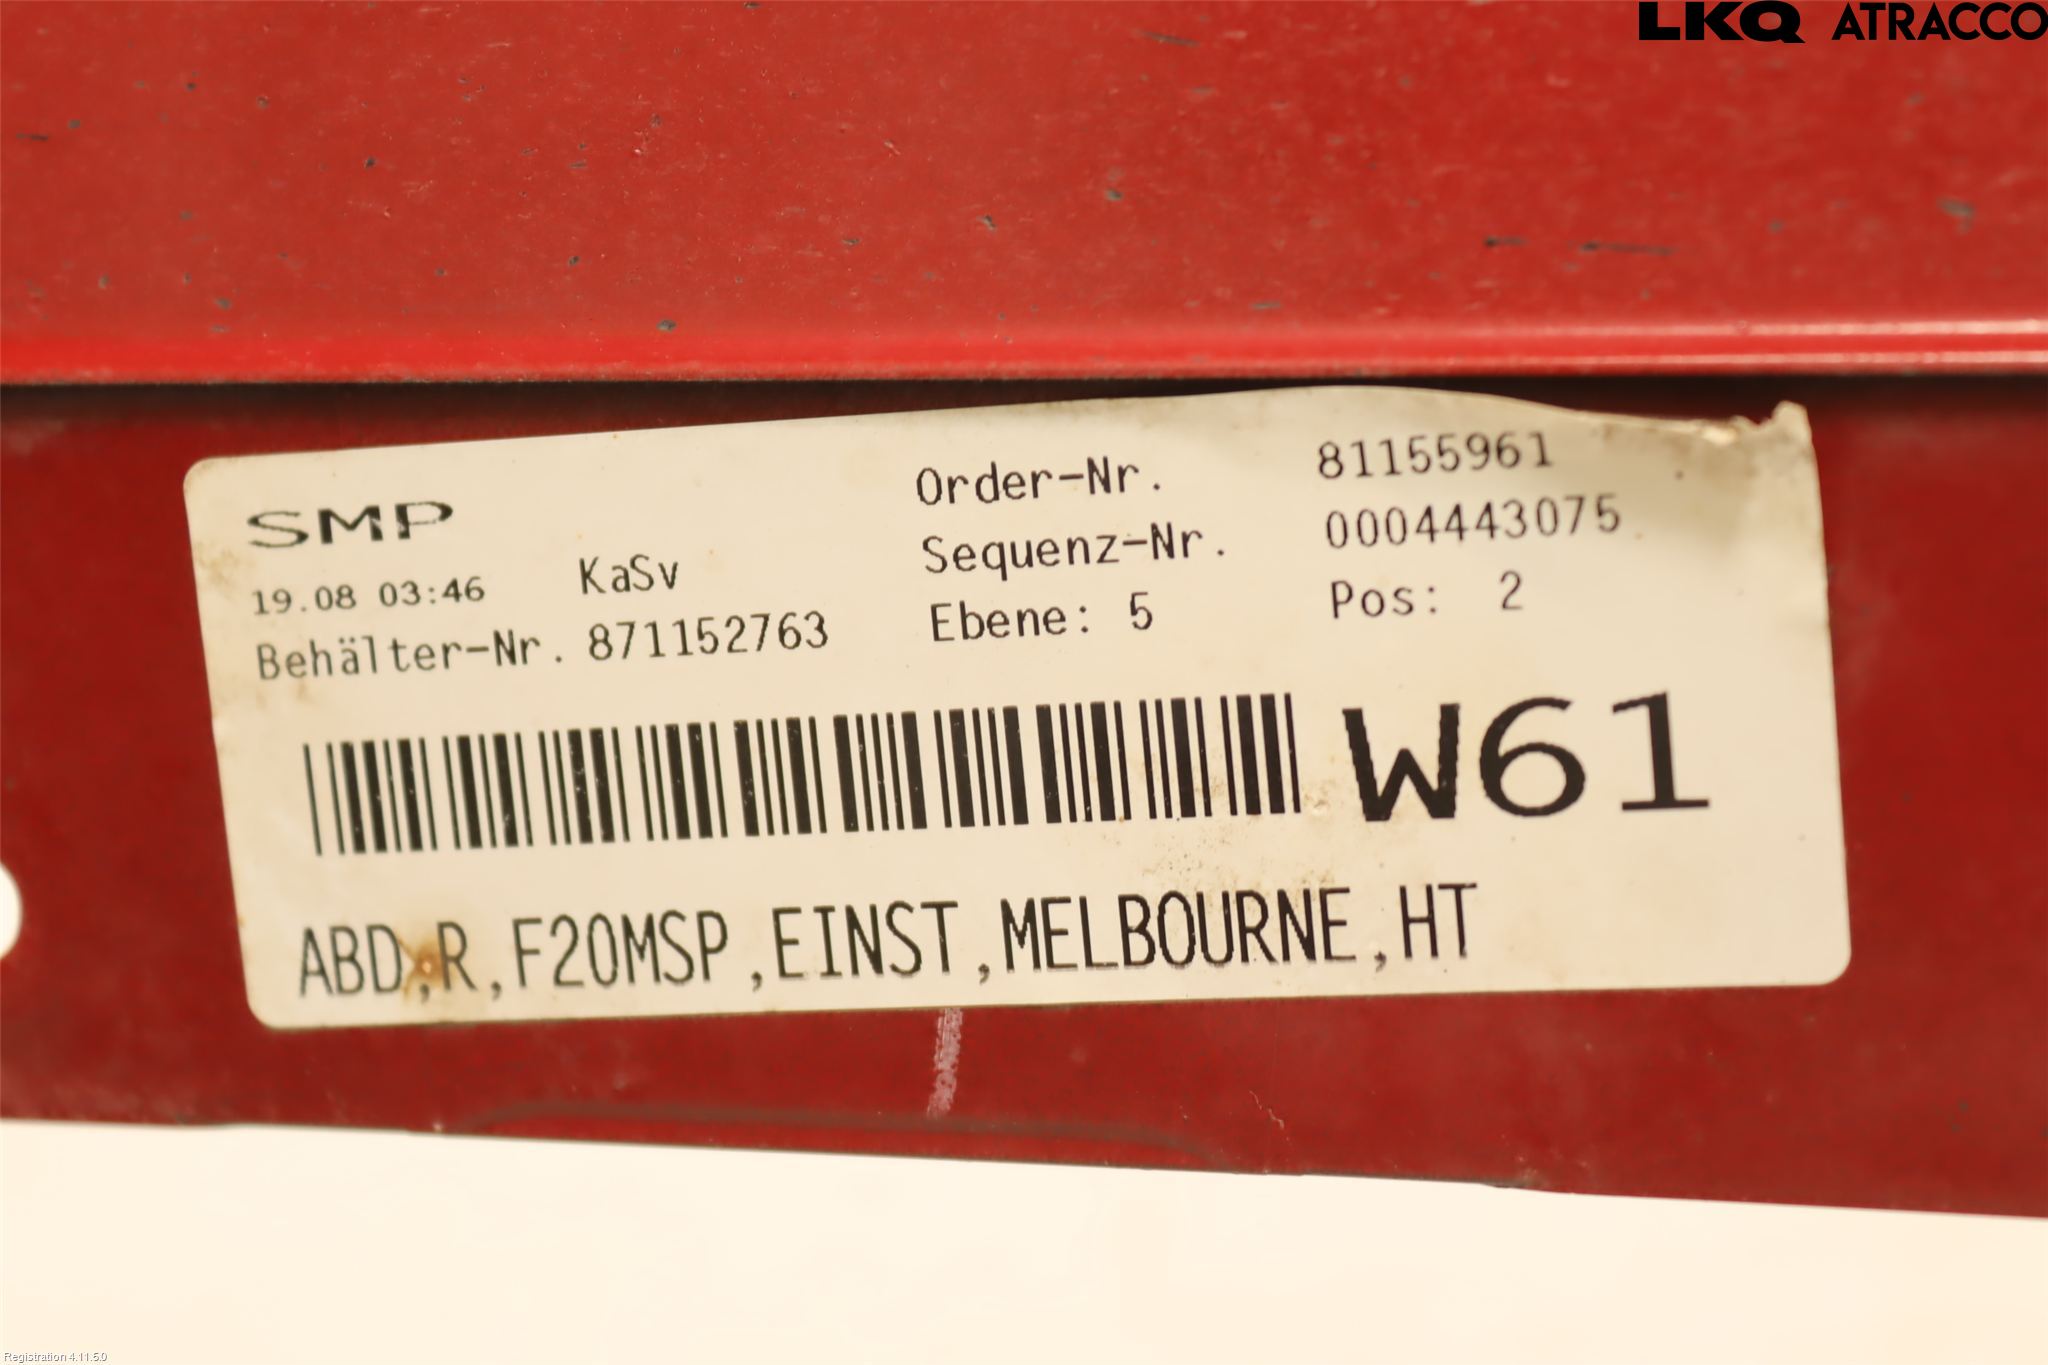 LKQ ATRACCO
SMP
19.08 03:46 KaSv
Behälter-Nr. 871152763
Order-Nr. 81155961
Sequenz-Nr. 0004443075
Ebene: 5 Pos: 2
W61
ABD,R,F20MSP,EINST,MELBOURNE,HT
Registration 4.11.5.0